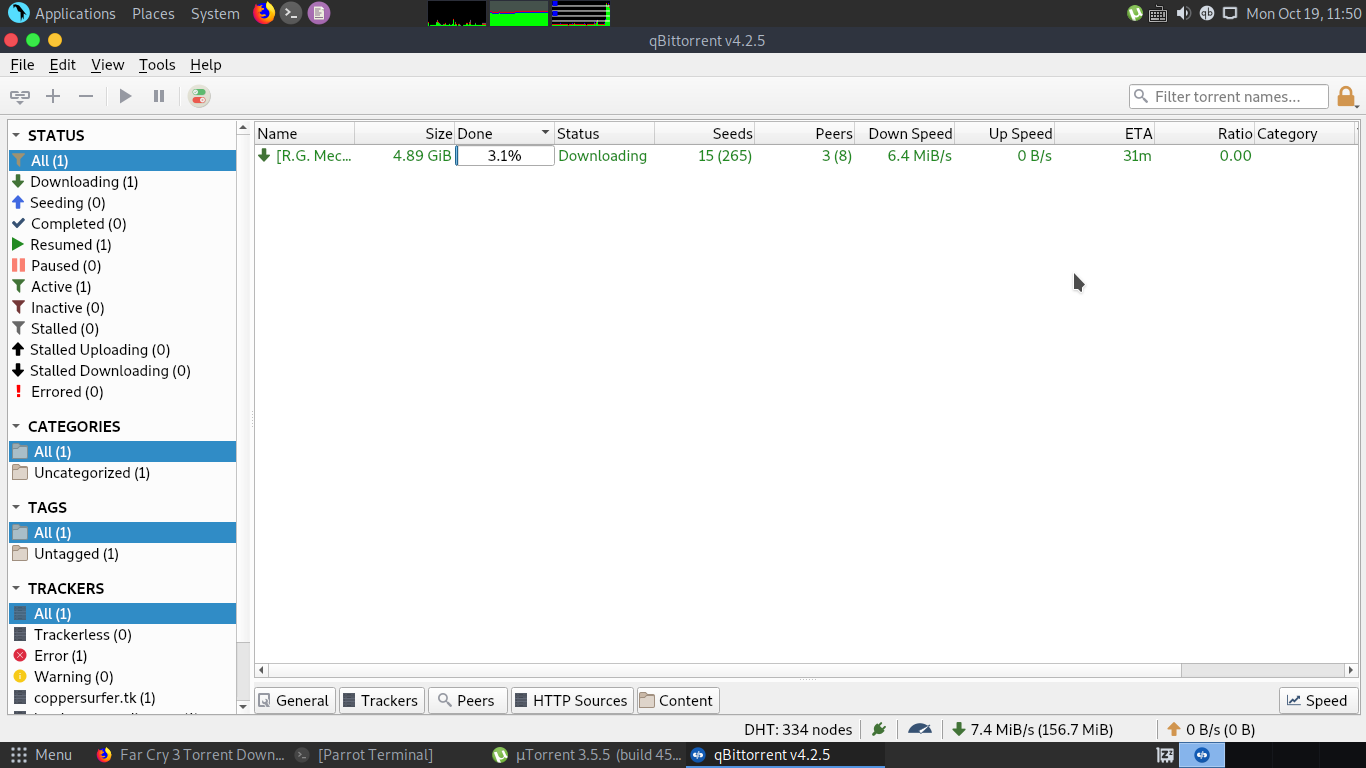 Applications Places System Mon Oct 19, 11:50
qBittorrent v4.2.5
File Edit View Tools Help
Filter torrent names...
STATUS
All (1)
Downloading (1)
Seeding (0)
Completed (0)
Resumed (1)
Paused (0)
Active (1)
Inactive (0)
Stalled (0)
Stalled Uploading (0)
Stalled Downloading (0)
Errored (0)
CATEGORIES
All (1)
Uncategorized (1)
TAGS
All (1)
Untagged (1)
TRACKERS
All (1)
Trackerless (0)
Error (1)
Warning (0)
coppersurfer.tk (1)
Name Size Done Status Seeds Peers Down Speed Up Speed ETA Ratio Category
[R.G. Mec... 4.89 GiB 3.1% Downloading 15 (265) 3 (8) 6.4 MiB/s 0 B/s 31m 0.00
General Trackers Peers HTTP Sources Content Speed
DHT: 334 nodes 7.4 MiB/s (156.7 MiB) 0 B/s (0 B)
Menu Far Cry 3 Torrent Down... [Parrot Terminal] µTorrent 3.5.5 (build 45... qBittorrent v4.2.5